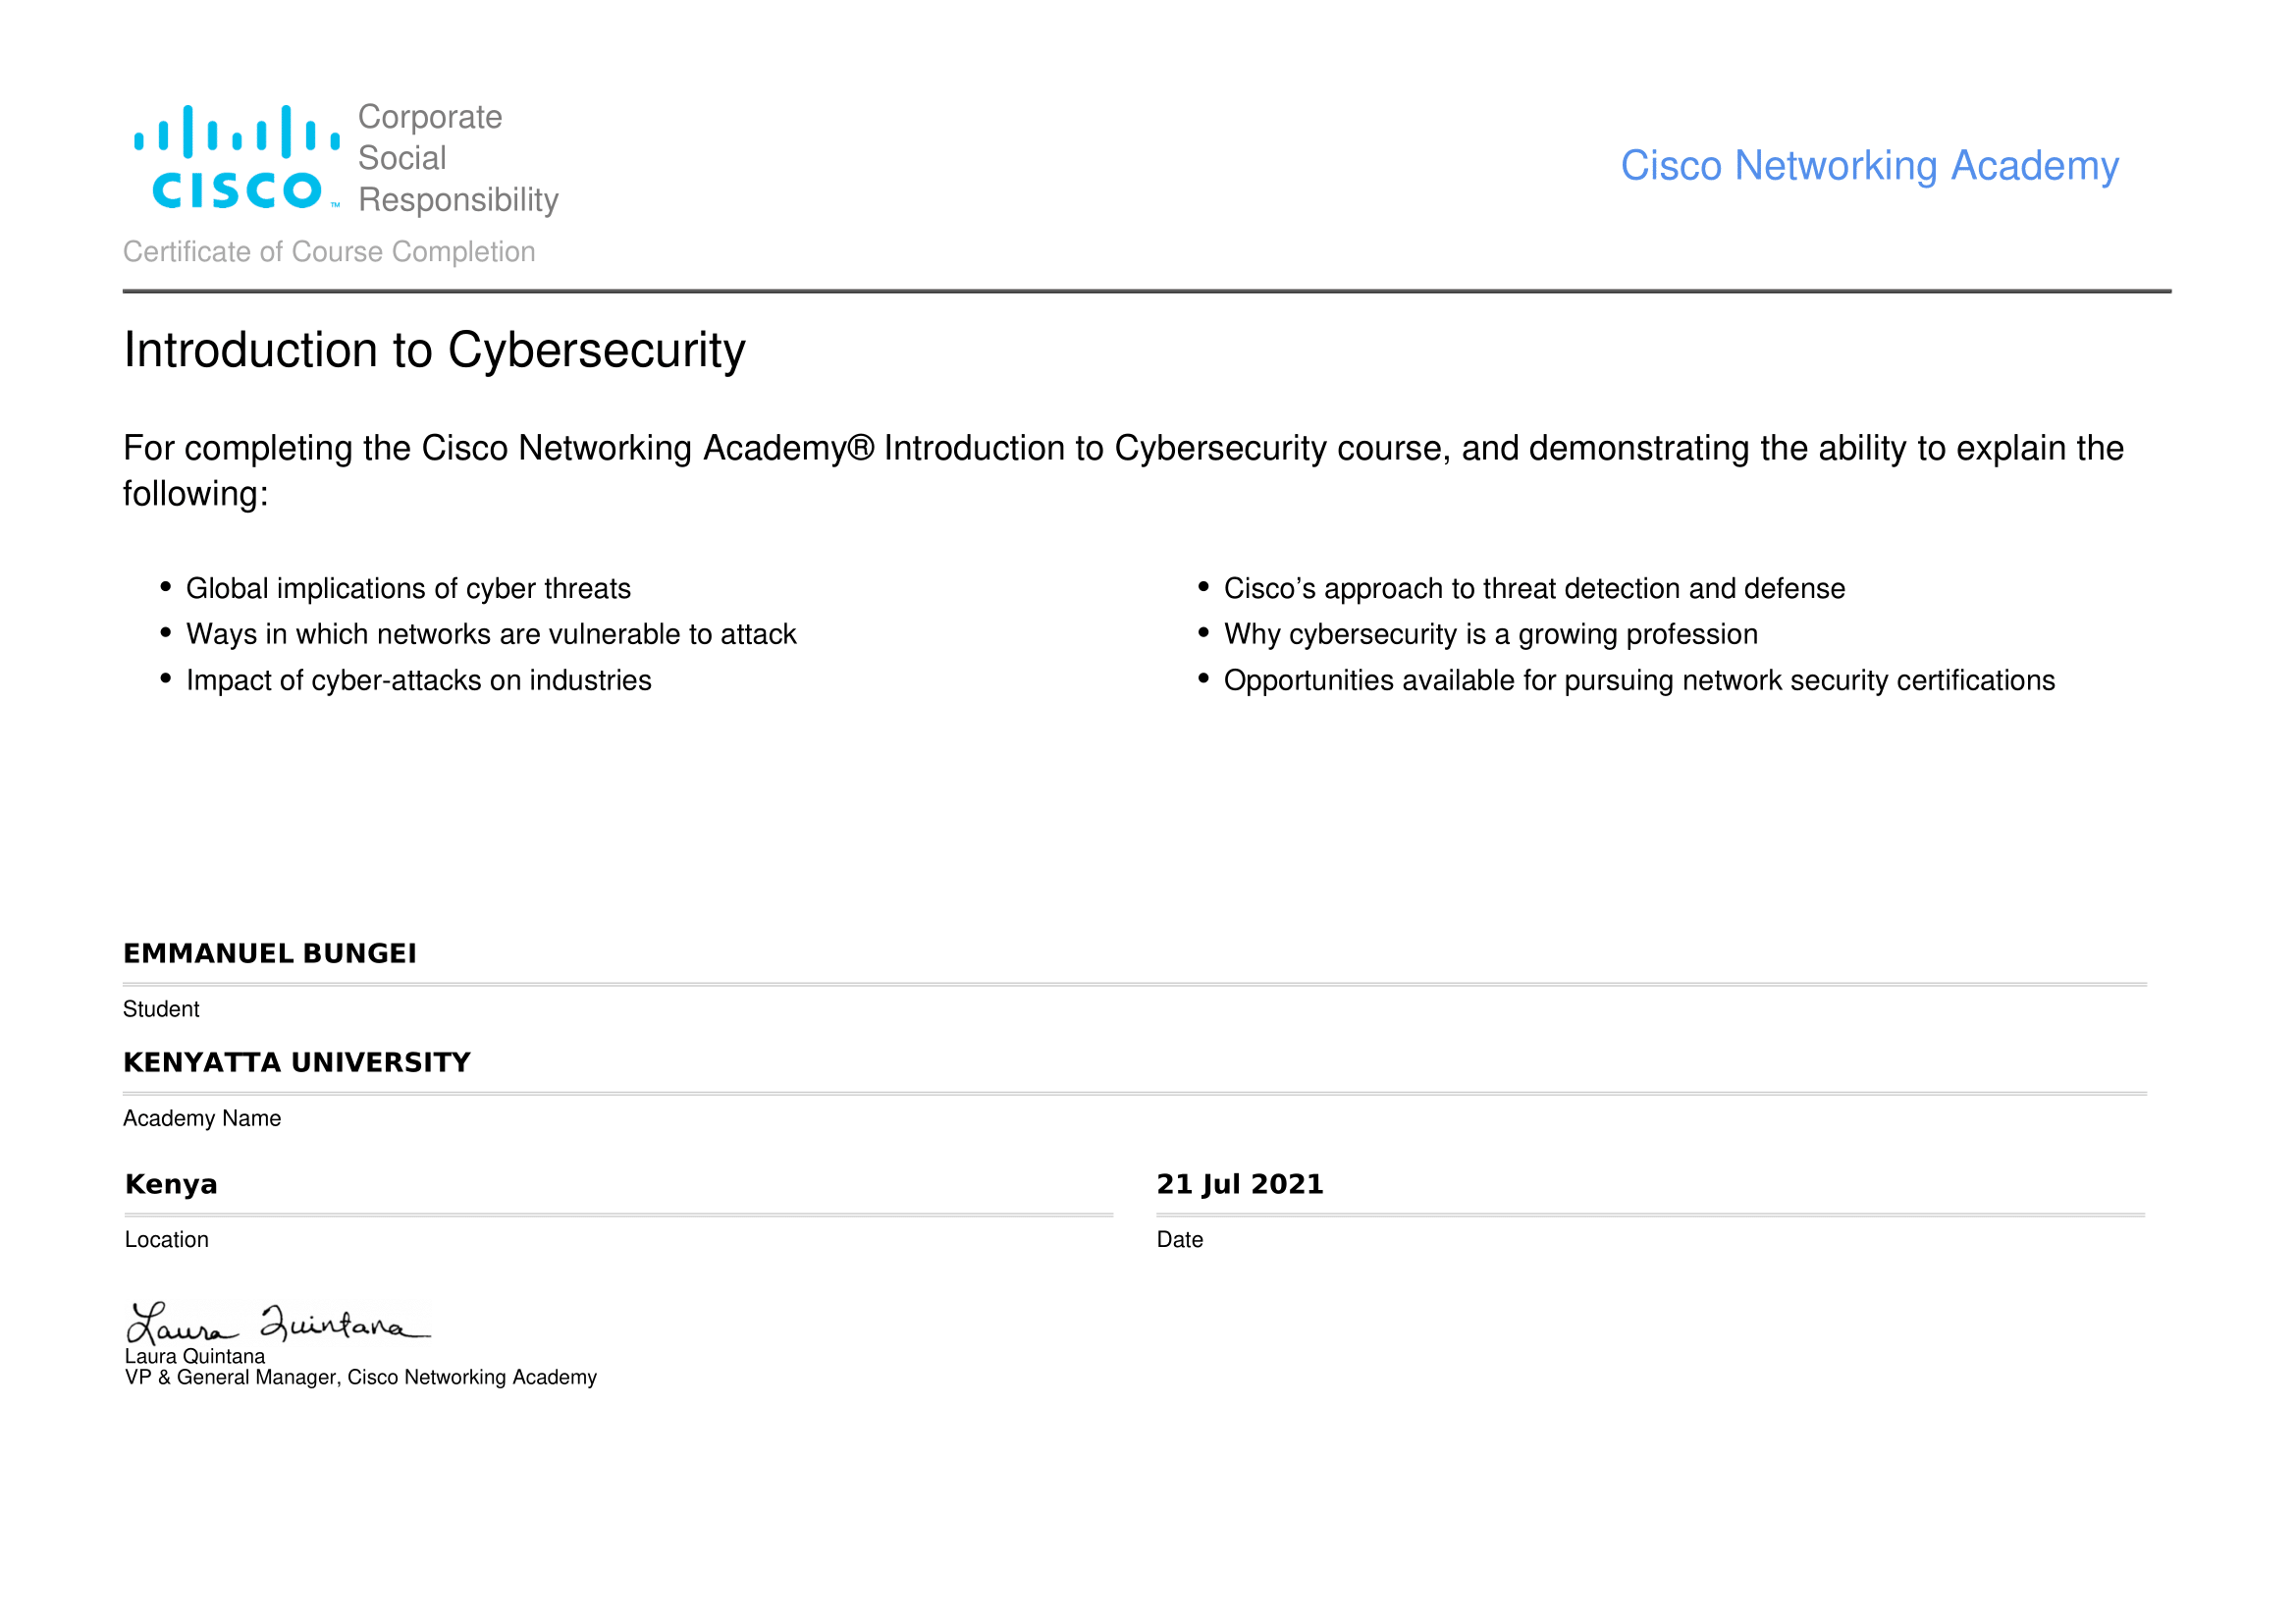 Corporate
Social
Responsibility
CISCO™
Cisco Networking Academy
Certificate of Course Completion
Introduction to Cybersecurity
For completing the Cisco Networking Academy® Introduction to Cybersecurity course, and demonstrating the ability to explain the
following:
• Global implications of cyber threats
• Ways in which networks are vulnerable to attack
• Impact of cyber-attacks on industries
• Cisco’s approach to threat detection and defense
• Why cybersecurity is a growing profession
• Opportunities available for pursuing network security certifications
EMMANUEL BUNGEI
Student
KENYATTA UNIVERSITY
Academy Name
Kenya
Location
21 Jul 2021
Date
Laura Quintana
Laura Quintana
VP & General Manager, Cisco Networking Academy